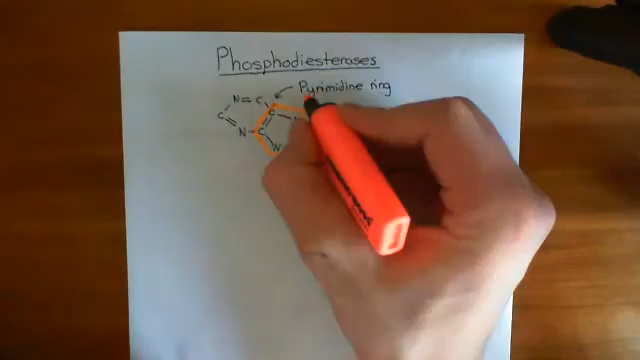 Phosphodiesterases
Pyrimidine ring
N=C
C C
N C
N